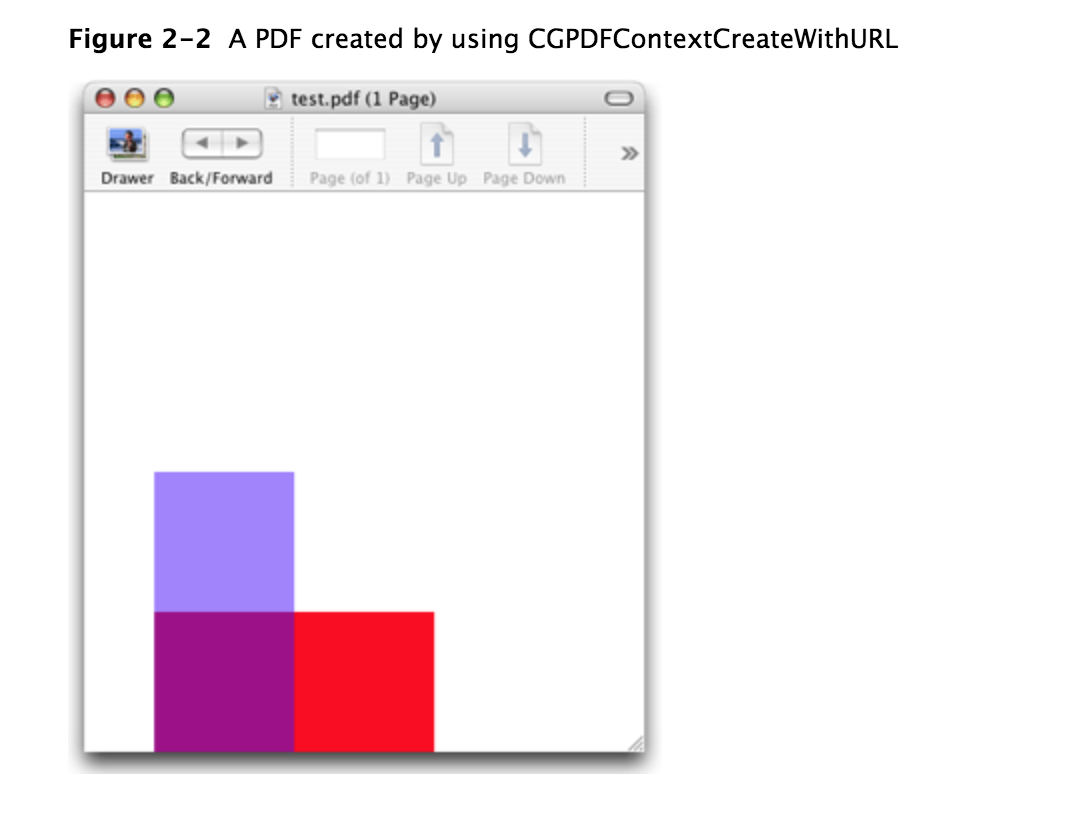 Figure 2-2 A PDF created by using CGPDFContextCreateWithURL
test.pdf (1 Page)
Drawer Back/Forward Page (of 1) Page Up Page Down